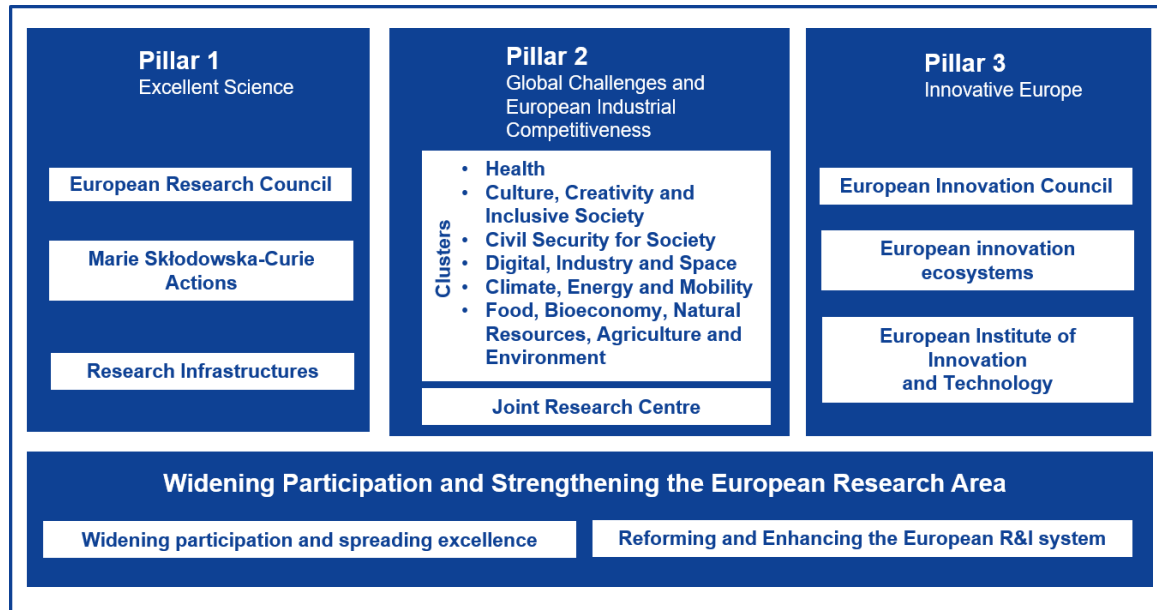 Pillar 1
Excellent Science
European Research Council
Marie Skłodowska-Curie
Actions
Research Infrastructures
Pillar 2
Global Challenges and
European Industrial
Competitiveness
Clusters
• Health
• Culture, Creativity and
Inclusive Society
• Civil Security for Society
• Digital, Industry and Space
• Climate, Energy and Mobility
• Food, Bioeconomy, Natural
Resources, Agriculture and
Environment
Joint Research Centre
Pillar 3
Innovative Europe
European Innovation Council
European innovation
ecosystems
European Institute of
Innovation
and Technology
Widening Participation and Strengthening the European Research Area
Widening participation and spreading excellence
Reforming and Enhancing the European R&I system